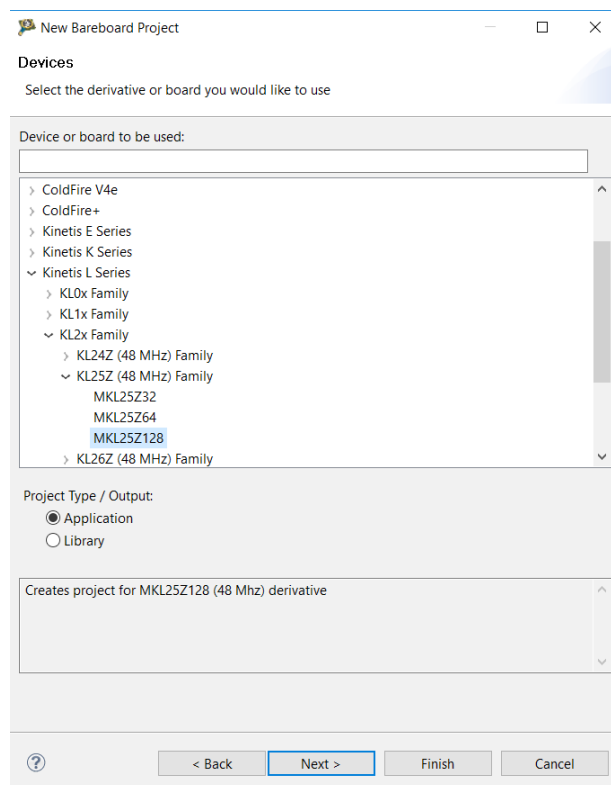 New Bareboard Project
Devices
Select the derivative or board you would like to use
Device or board to be used:
ColdFire V4e
ColdFire+
Kinetis E Series
Kinetis K Series
Kinetis L Series
KL0x Family
KL1x Family
KL2x Family
KL24Z (48 MHz) Family
KL25Z (48 MHz) Family
MKL25Z32
MKL25Z64
MKL25Z128
KL26Z (48 MHz) Family
Project Type / Output:
Application
Library
Creates project for MKL25Z128 (48 Mhz) derivative
? < Back Next > Finish Cancel